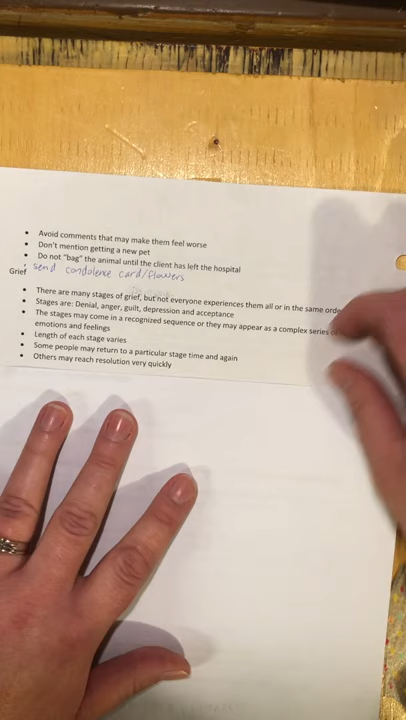 • Avoid comments that may make them feel worse
• Don't mention getting a new pet
• Do not "bag" the animal until the client has left the hospital
• send condolence card/flowers
Grief
• There are many stages of grief, but not everyone experiences them all or in the same
• Stages are: Denial, anger, guilt, depression and acceptance
• The stages may come in a recognized sequence or they may appear as a complex series
emotions and feelings
• Length of each stage varies
• Some people may return to a particular stage time and again
• Others may reach resolution very quickly